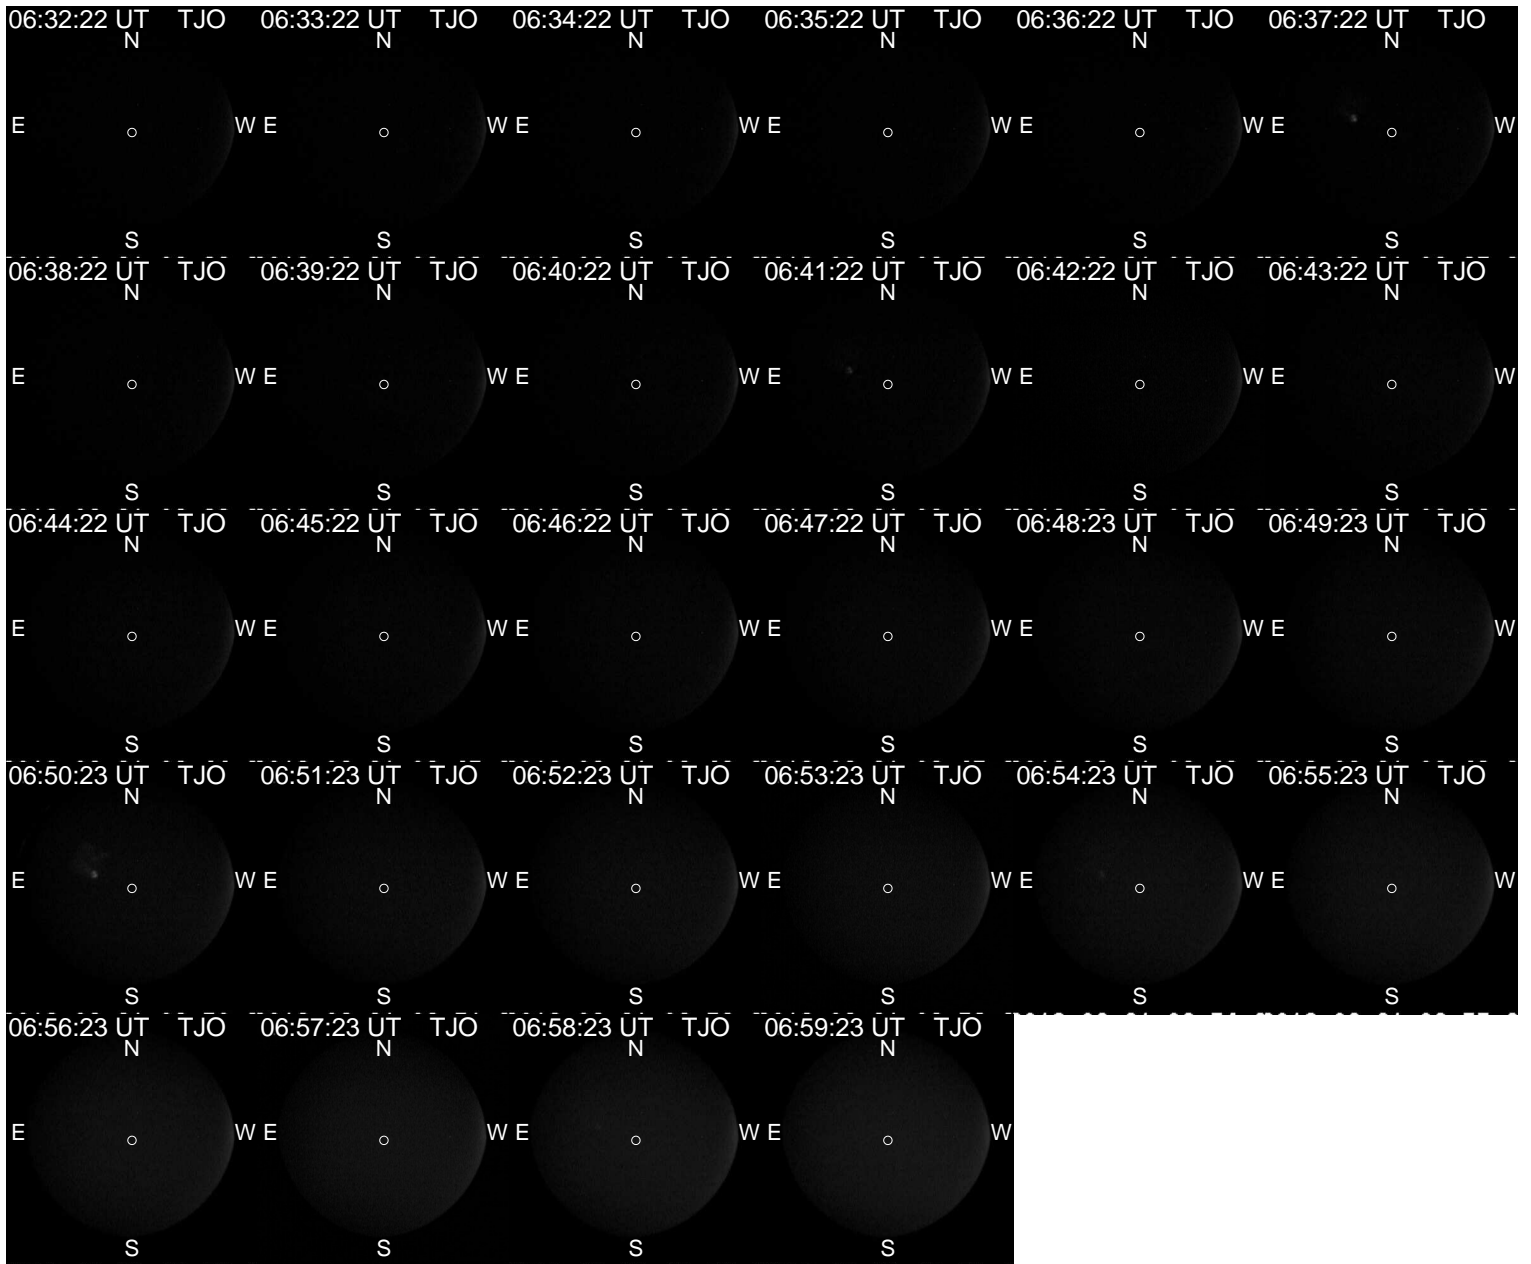 06:32:22 UT TJO 06:33:22 UT TJO 06:34:22 UT TJO 06:35:22 UT TJO 06:36:22 UT TJO 06:37:22 UT TJO
N N N N N N
E W E W E W E W E W E W
S S S S S S
06:38:22 UT TJO 06:39:22 UT TJO 06:40:22 UT TJO 06:41:22 UT TJO 06:42:22 UT TJO 06:43:22 UT TJO
N N N N N N
E W E W E W E W E W E W
S S S S S S
06:44:22 UT TJO 06:45:22 UT TJO 06:46:22 UT TJO 06:47:22 UT TJO 06:48:23 UT TJO 06:49:23 UT TJO
N N N N N N
E W E W E W E W E W E W
S S S S S S
06:50:23 UT TJO 06:51:23 UT TJO 06:52:23 UT TJO 06:53:23 UT TJO 06:54:23 UT TJO 06:55:23 UT TJO
N N N N N N
E W E W E W E W E W E W
S S S S S S
06:56:23 UT TJO 06:57:23 UT TJO 06:58:23 UT TJO 06:59:23 UT TJO
N N N N
E W E W E W E W
S S S S